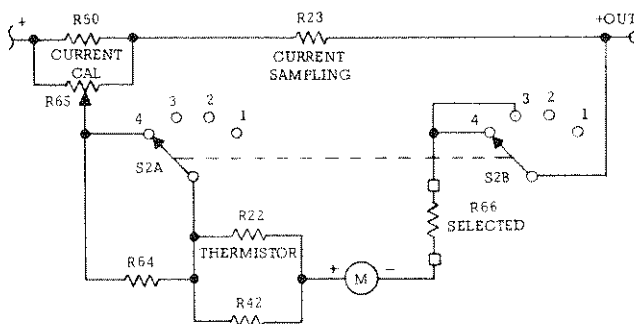 + R50 R23 +OUT
CURRENT CURRENT
CAL SAMPLING
R65
4 3 2 1
4 3 2 1
S2A S2B
R66
SELECTED
R22
THERMISTOR
R64
+ M -
R42